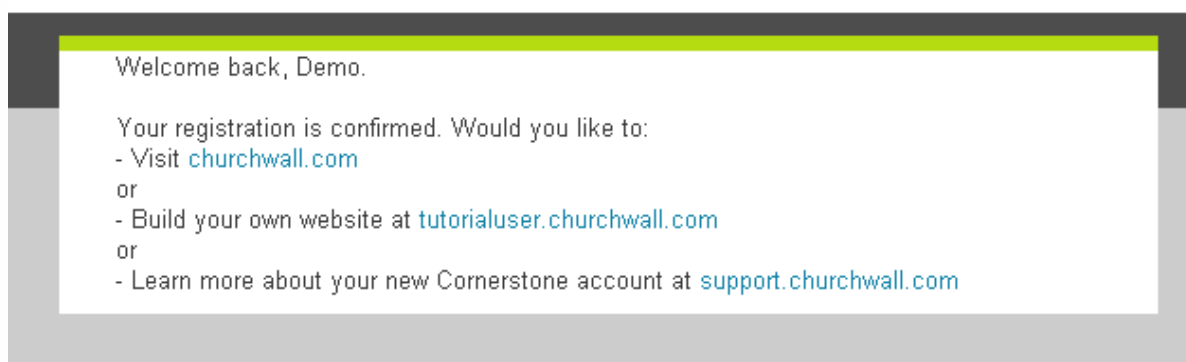 Welcome back, Demo.
Your registration is confirmed. Would you like to:
- Visit churchwall.com
or
- Build your own website at tutorialuser.churchwall.com
or
- Learn more about your new Cornerstone account at support.churchwall.com